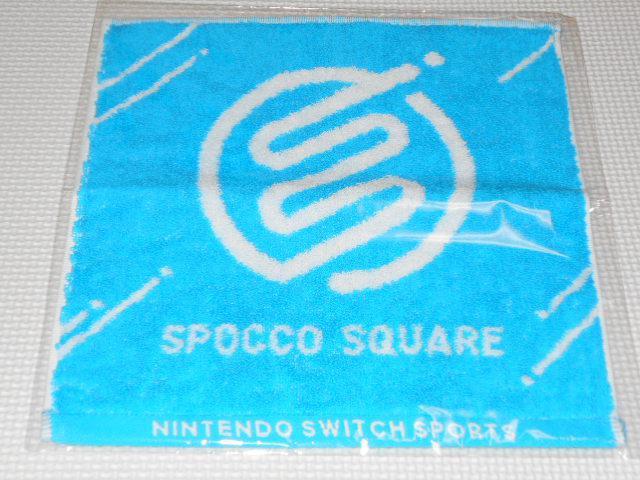 SPOCCO SQUARE
NINTENDO SWITCH SPORTS